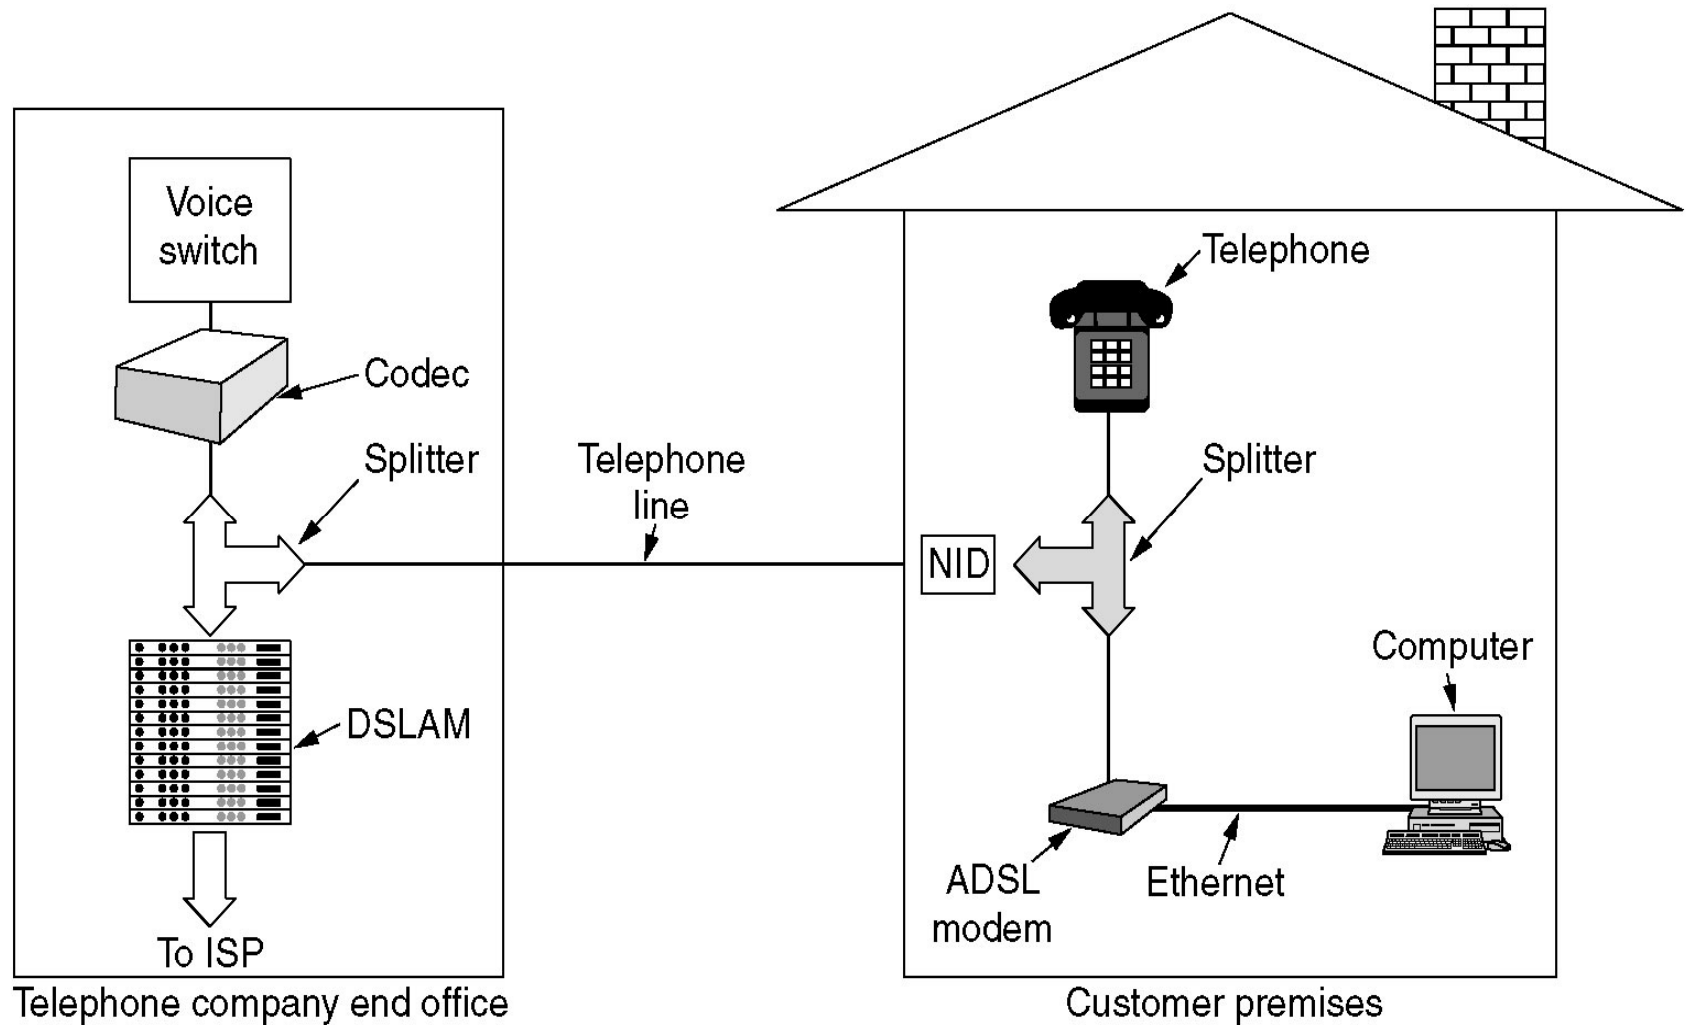 Voice
switch
Codec
Splitter
DSLAM
To ISP
Telephone company end office
Telephone
line
Telephone
Splitter
NID
Computer
ADSL
modem
Ethernet
Customer premises